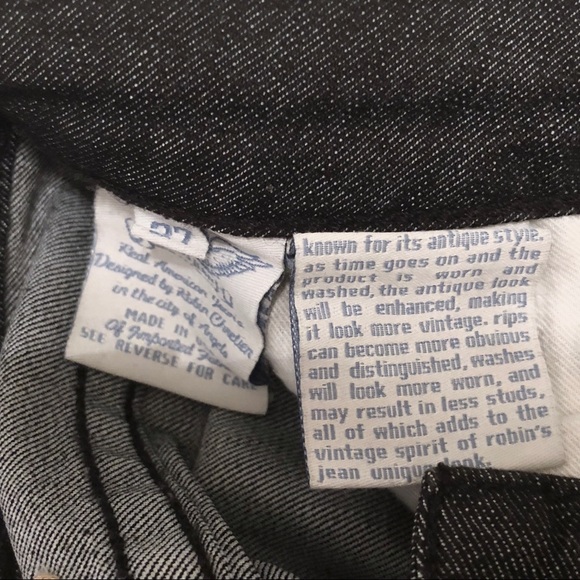 27
Real American Jeans
Designed by Robin Chretien
in the city of Angels
MADE IN
Of Imported
SEE REVERSE FOR CARE
known for its antique style.
as time goes on and the
product is worn and
washed, the antique look
will be enhanced, making
it look more vintage. rips
can become more obvious
and distinguished, washes
will look more worn, and
may result in less studs,
all of which adds to the
vintage spirit of robin's
jean unique look.